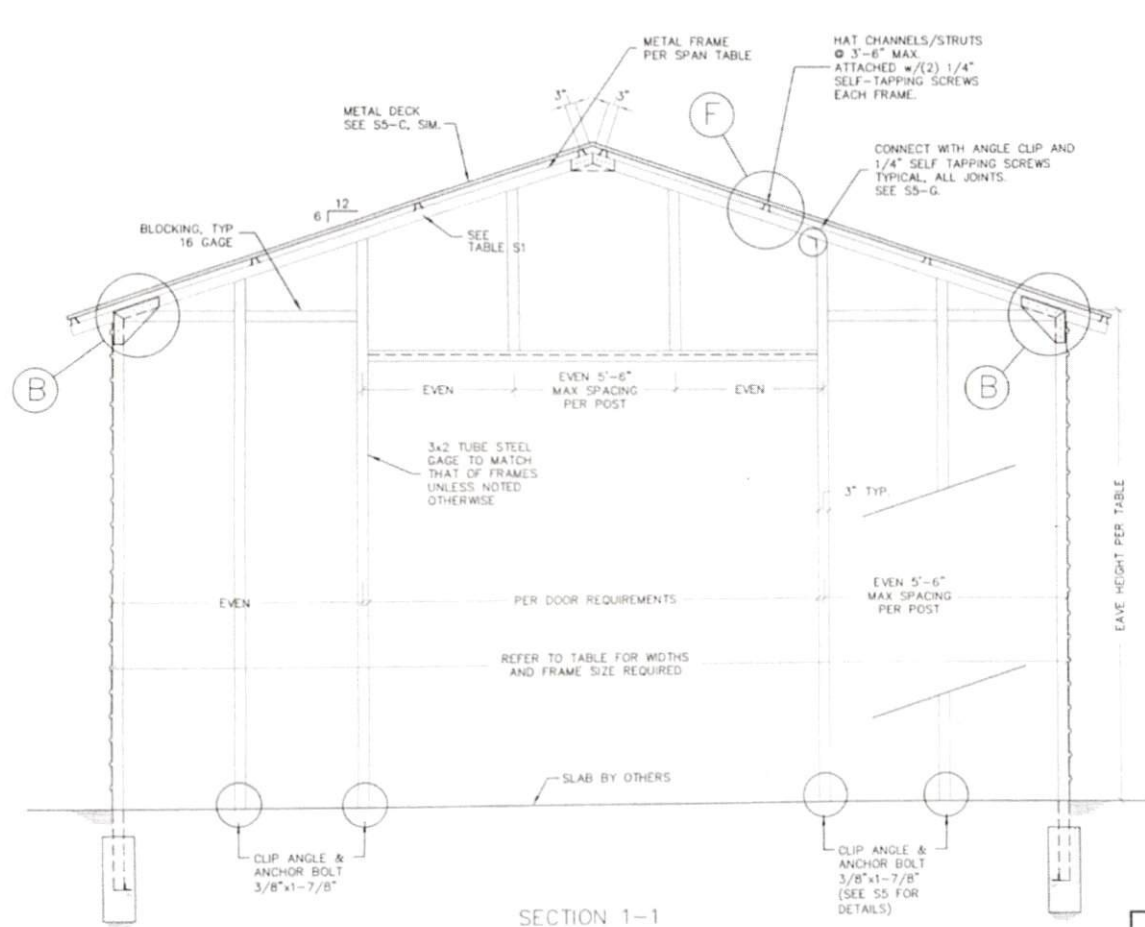 METAL FRAME
PER SPAN TABLE
HAT CHANNELS/STRUTS
@ 3'-6" MAX.
ATTACHED w/(2) 1/4"
SELF-TAPPING SCREWS
EACH FRAME.
3"
3"
METAL DECK
SEE S5-C, SIM.
F
CONNECT WITH ANGLE CLIP AND
1/4" SELF TAPPING SCREWS
TYPICAL, ALL JOINTS.
SEE S5-G.
12
6
BLOCKING, TYP
16 GAGE
SEE
TABLE S1
B
B
EVEN
EVEN 5'-6"
MAX SPACING
PER POST
EVEN
3x2 TUBE STEEL
GAGE TO MATCH
THAT OF FRAMES
UNLESS NOTED
OTHERWISE
3" TYP.
EAVE HEIGHT PER TABLE
EVEN
PER DOOR REQUIREMENTS
EVEN 5'-6"
MAX SPACING
PER POST
REFER TO TABLE FOR WIDTHS
AND FRAME SIZE REQUIRED
SLAB BY OTHERS
CLIP ANGLE &
ANCHOR BOLT
3/8"x1-7/8"
CLIP ANGLE &
ANCHOR BOLT
3/8"x1-7/8"
(SEE S5 FOR
DETAILS)
SECTION 1-1